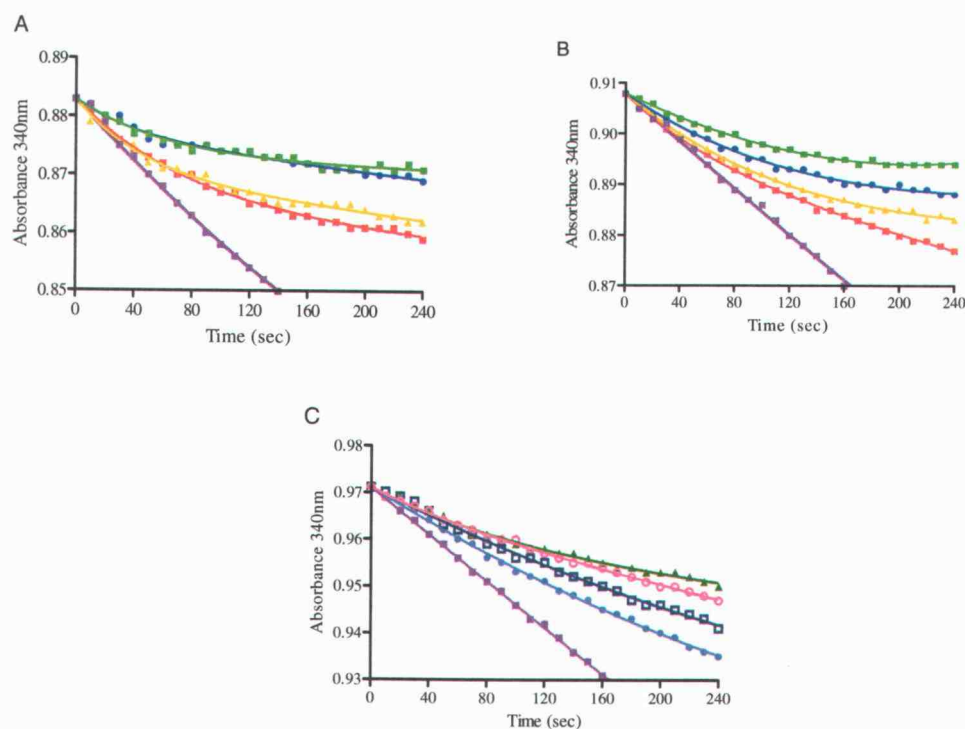 A
0.89
0.88
0.87
0.86
0.85
Absorbance 340nm
0 40 80 120 160 200 240
Time (sec)
B
0.91
0.90
0.89
0.88
0.87
Absorbance 340nm
0 40 80 120 160 200 240
Time (sec)
C
0.98
0.97
0.96
0.95
0.94
0.93
Absorbance 340nm
0 40 80 120 160 200 240
Time (sec)